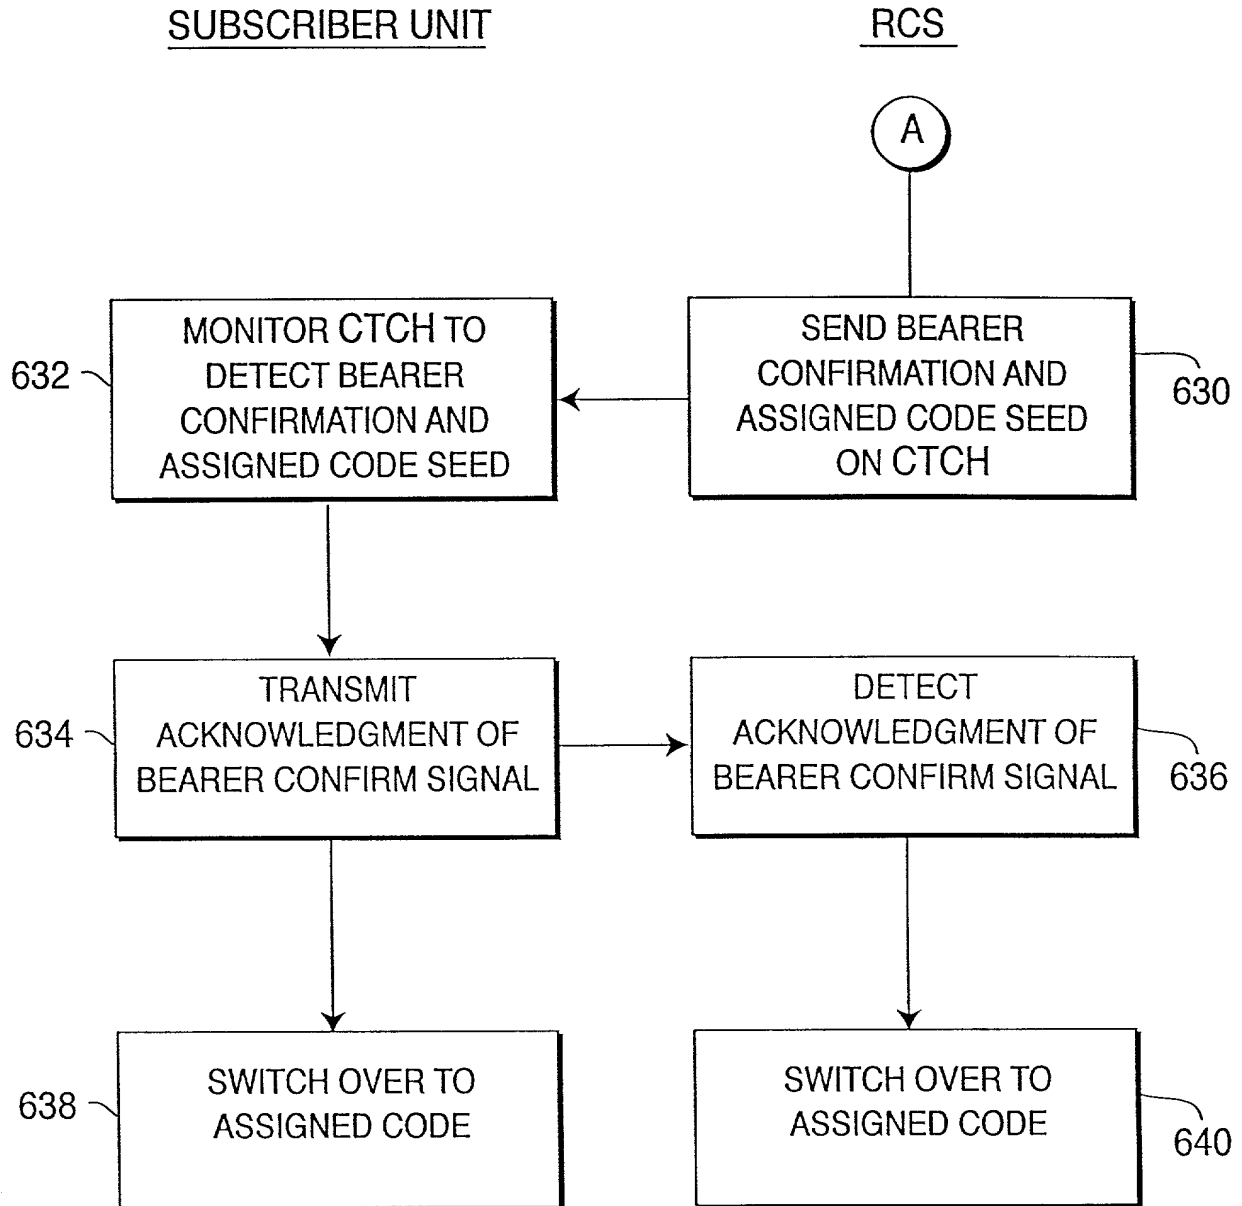 SUBSCRIBER UNIT
RCS
A
MONITOR CTCH TO
DETECT BEARER
CONFIRMATION AND
ASSIGNED CODE SEED
632
SEND BEARER
CONFIRMATION AND
ASSIGNED CODE SEED
ON CTCH
630
TRANSMIT
ACKNOWLEDGMENT OF
BEARER CONFIRM SIGNAL
634
DETECT
ACKNOWLEDGMENT OF
BEARER CONFIRM SIGNAL
636
SWITCH OVER TO
ASSIGNED CODE
638
SWITCH OVER TO
ASSIGNED CODE
640